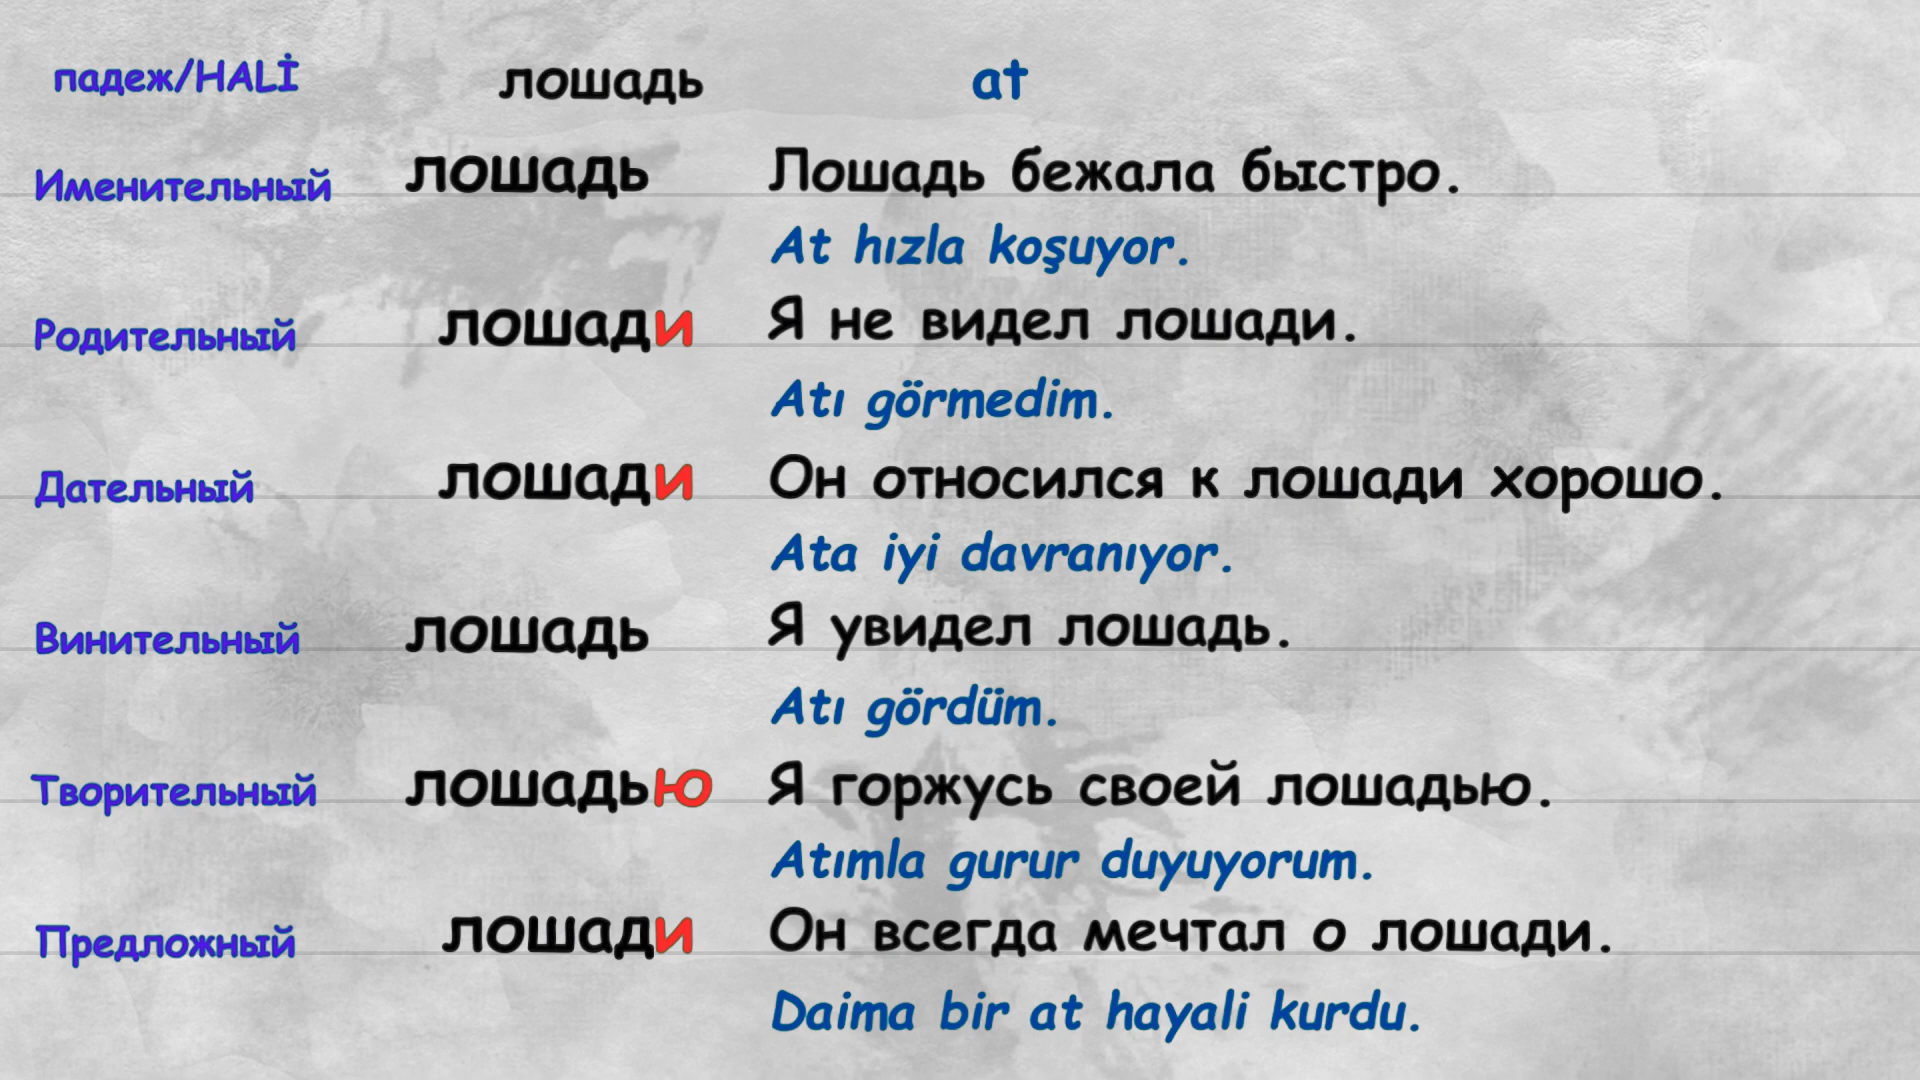 падеж/HALİ лошадь at
Именительный лошадь Лошадь бежала быстро.
At hızla koşuyor.
Родительный лошади Я не видел лошади.
Atı görmedim.
Дательный лошади Он относился к лошади хорошо.
Ata iyi davranıyor.
Винительный лошадь Я увидел лошадь.
Atı gördüm.
Творительный лошадью Я горжусь своей лошадью.
Atımla gurur duyuyorum.
Предложный лошади Он всегда мечтал о лошади.
Daima bir at hayali kurdu.